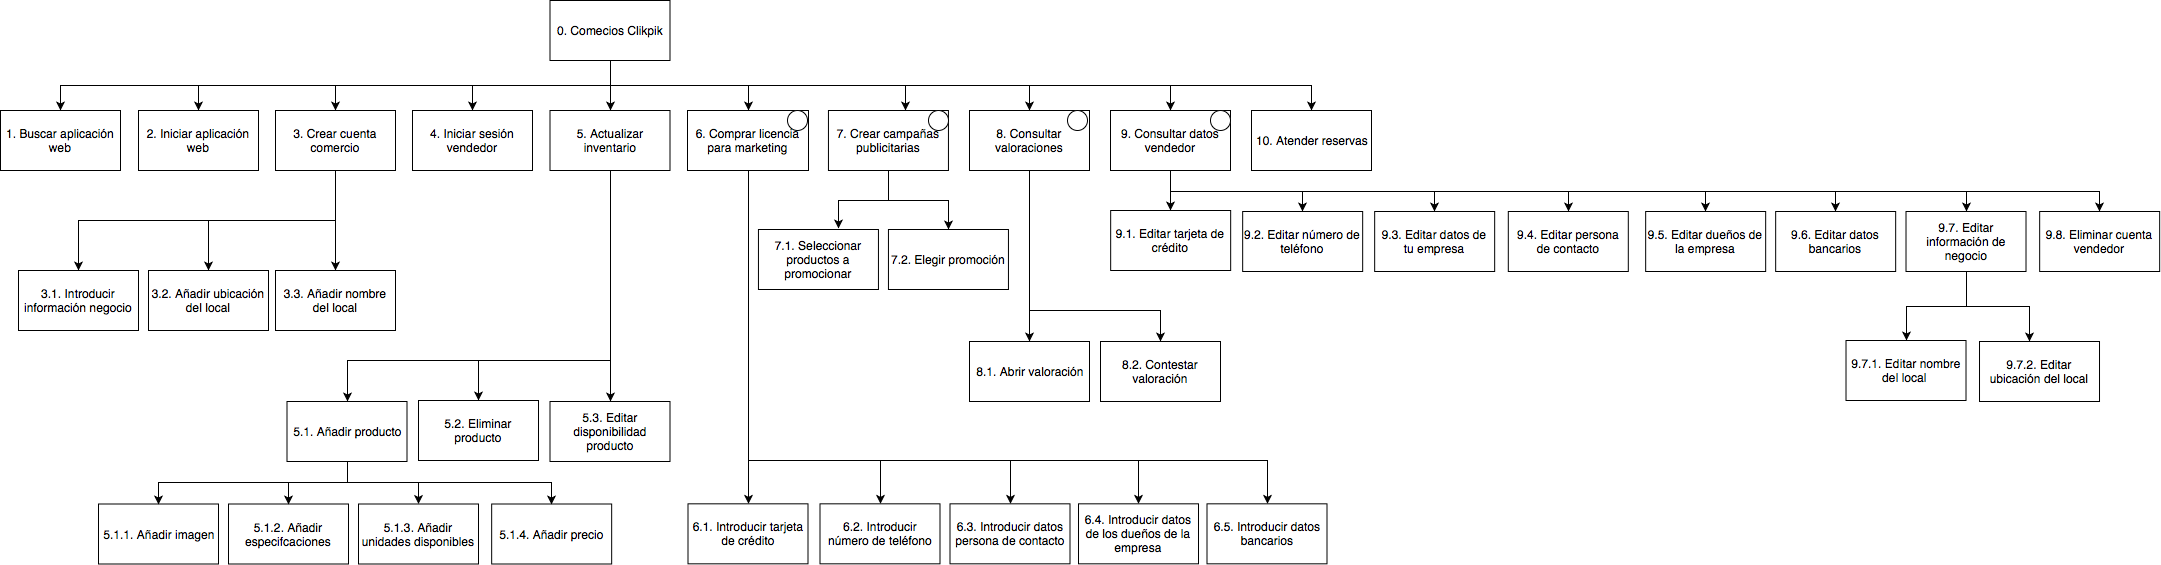 0. Comecios Clikpik
1. Buscar aplicación
web
2. Iniciar aplicación
web
3. Crear cuenta
comercio
4. Iniciar sesión
vendedor
5. Actualizar
inventario
6. Comprar licencia
para marketing
7. Crear campañas
publicitarias
8. Consultar
valoraciones
9. Consultar datos
vendedor
10. Atender reservas
9.1. Editar tarjeta de
crédito
9.2. Editar número de
teléfono
9.3. Editar datos de
tu empresa
9.4. Editar persona
de contacto
9.5. Editar dueños de
la empresa
9.6. Editar datos
bancarios
9.7. Editar
información de
negocio
9.8. Eliminar cuenta
vendedor
7.1. Seleccionar
productos a
promocionar
7.2. Elegir promoción
3.1. Introducir
información negocio
3.2. Añadir ubicación
del local
3.3. Añadir nombre
del local
8.1. Abrir valoración
8.2. Contestar
valoración
9.7.1. Editar nombre
del local
9.7.2. Editar
ubicación del local
5.1. Añadir producto
5.2. Eliminar
producto
5.3. Editar
disponibilidad
producto
5.1.1. Añadir imagen
5.1.2. Añadir
especifcaciones
5.1.3. Añadir
unidades disponibles
5.1.4. Añadir precio
6.1. Introducir tarjeta
de crédito
6.2. Introducir
número de teléfono
6.3. Introducir datos
persona de contacto
6.4. Introducir datos
de los dueños de la
empresa
6.5. Introducir datos
bancarios